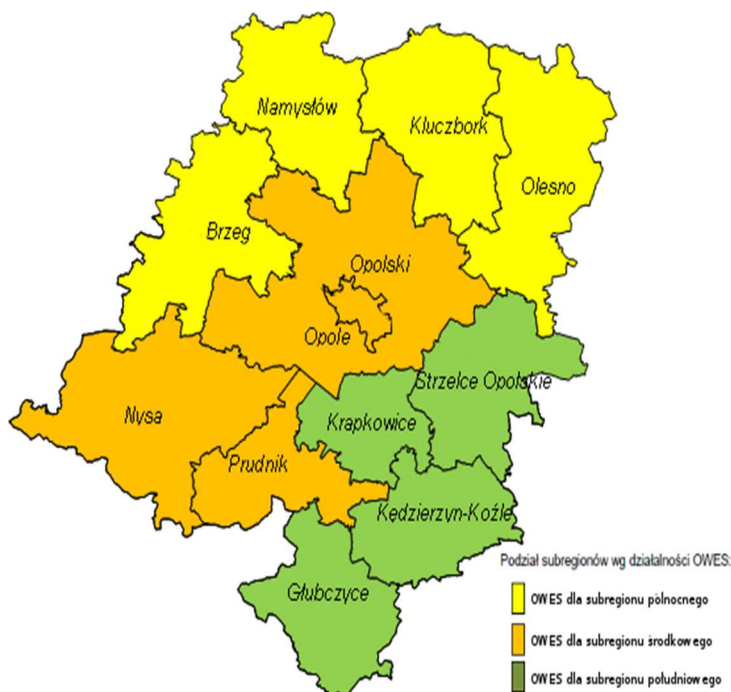 Namysłów
Kluczbork
Olesno
Brzeg
Opolski
Opole
Strzelce Opolskie
Nysa
Krapkowice
Prudnik
Kędzierzyn-Koźle
Głubczyce
Podział subregionów wg działalności OWES:
OWES dla subregionu północnego
OWES dla subregionu środkowego
OWES dla subregionu południowego